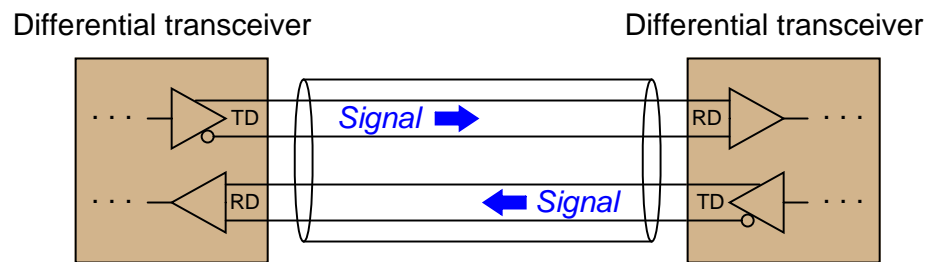 Differential transceiver
Differential transceiver
. . . TD Signal RD . . .
. . . RD Signal TD . . .